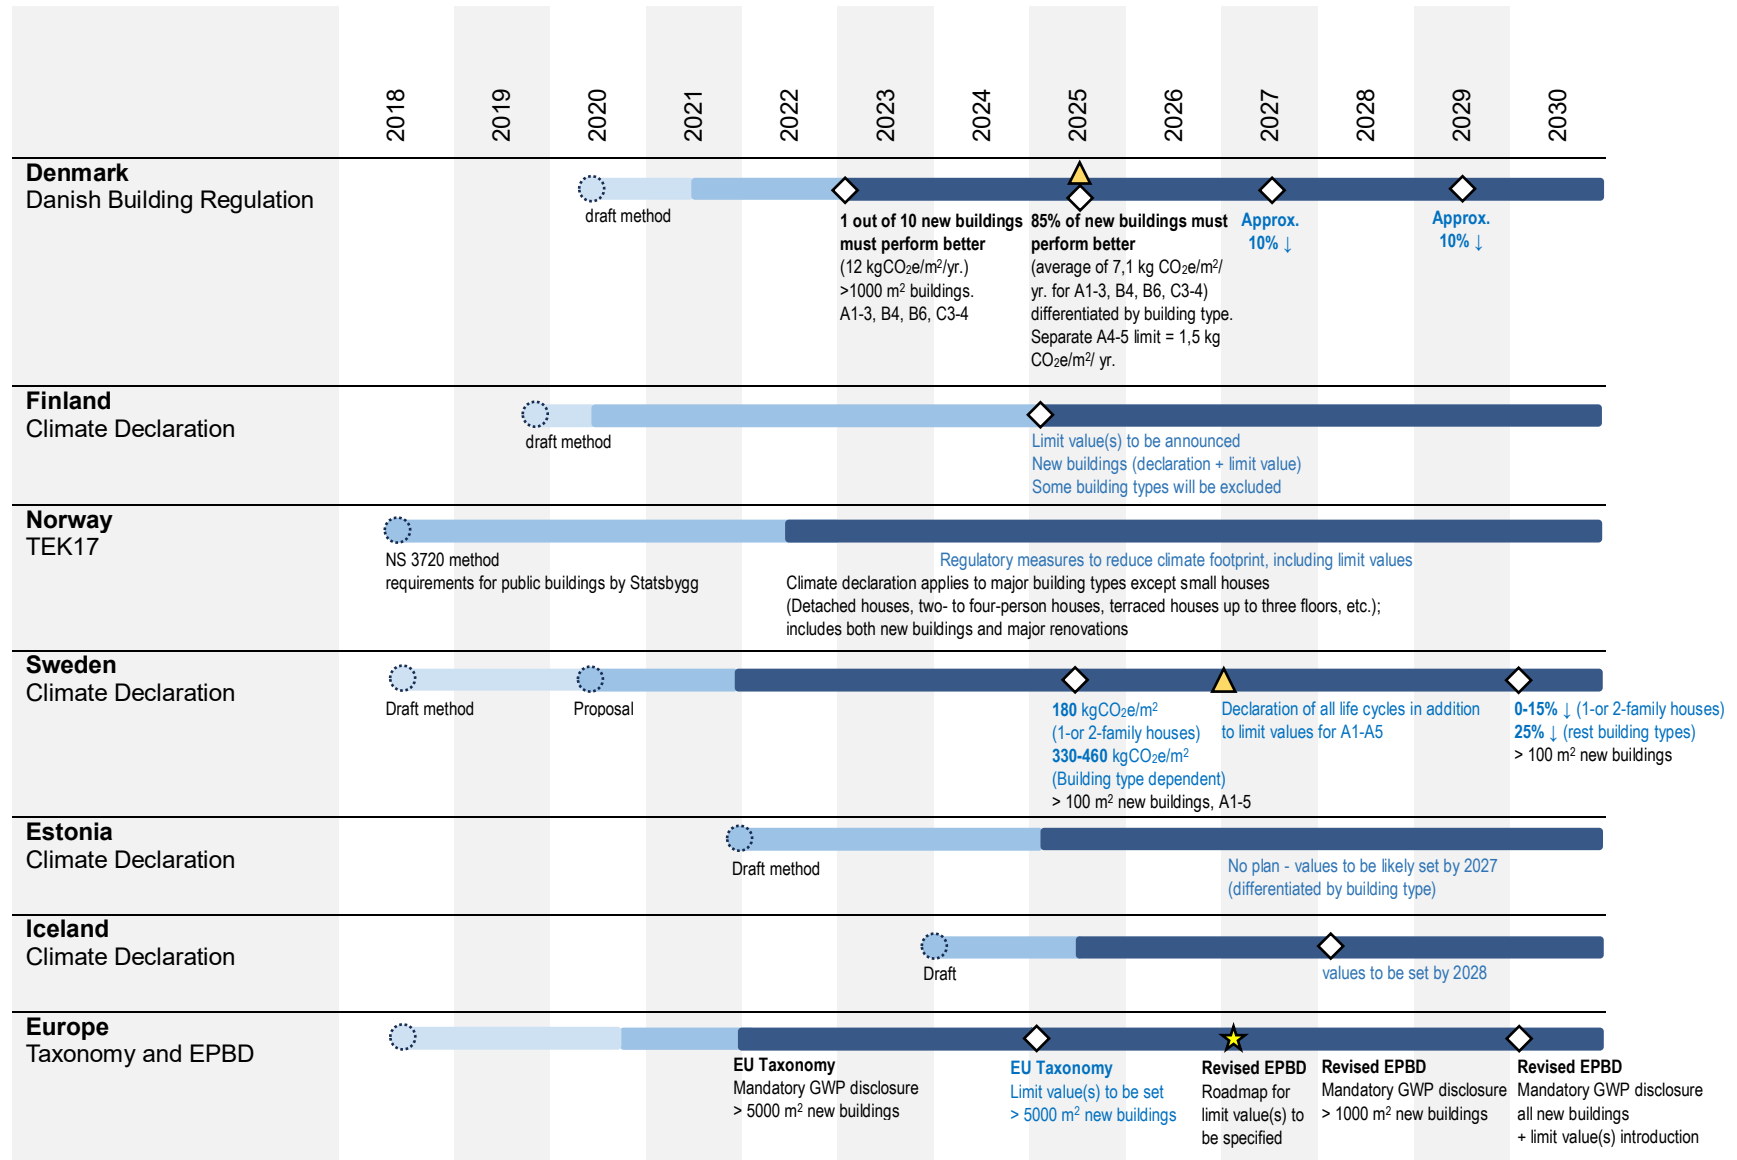 2018
2019
2020
2021
2022
2023
2024
2025
2026
2027
2028
2029
2030
Denmark
Danish Building Regulation
draft method
1 out of 10 new buildings
must perform better
(12 kgCO₂e/m²/yr.)
>1000 m² buildings.
A1-3, B4, B6, C3-4
85% of new buildings must
perform better
(average of 7,1 kg CO₂e/m²/
yr. for A1-3, B4, B6, C3-4)
differentiated by building type.
Separate A4-5 limit = 1,5 kg
CO₂e/m²/ yr.
Approx.
10% ↓
Approx.
10% ↓
Finland
Climate Declaration
draft method
Limit value(s) to be announced
New buildings (declaration + limit value)
Some building types will be excluded
Norway
TEK17
NS 3720 method
requirements for public buildings by Statsbygg
Regulatory measures to reduce climate footprint, including limit values
Climate declaration applies to major building types except small houses
(Detached houses, two- to four-person houses, terraced houses up to three floors, etc.);
includes both new buildings and major renovations
Sweden
Climate Declaration
Draft method
Proposal
180 kgCO₂e/m²
(1-or 2-family houses)
330-460 kgCO₂e/m²
(Building type dependent)
> 100 m² new buildings, A1-5
Declaration of all life cycles in addition
to limit values for A1-A5
0-15% ↓ (1-or 2-family houses)
25% ↓ (rest building types)
> 100 m² new buildings
Estonia
Climate Declaration
Draft method
No plan - values to be likely set by 2027
(differentiated by building type)
Iceland
Climate Declaration
Draft
values to be set by 2028
Europe
Taxonomy and EPBD
EU Taxonomy
Mandatory GWP disclosure
> 5000 m² new buildings
EU Taxonomy
Limit value(s) to be set
> 5000 m² new buildings
Revised EPBD
Roadmap for
limit value(s) to
be specified
Revised EPBD
Mandatory GWP disclosure
> 1000 m² new buildings
Revised EPBD
Mandatory GWP disclosure
all new buildings
+ limit value(s) introduction